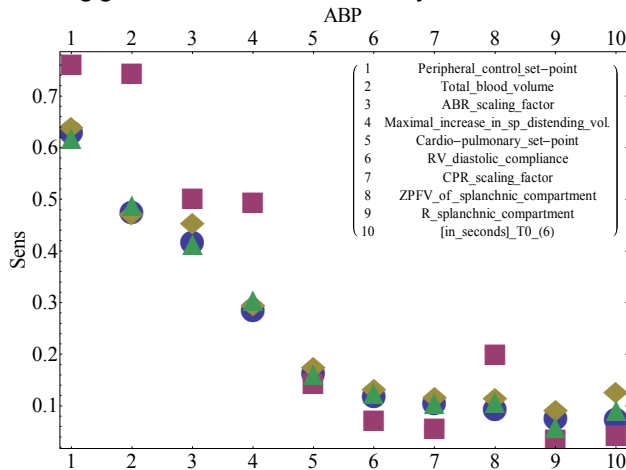 ABP
1 2 3 4 5 6 7 8 9 10
1 Peripheral_control_set-point
2 Total_blood_volume
3 ABR_scaling_factor
4 Maximal_increase_in_sp_distending_vol.
5 Cardio-pulmonary_set-point
6 RV_diastolic_compliance
7 CPR_scaling_factor
8 ZPFV_of_splanchnic_compartment
9 R_splanchnic_compartment
10 [in_seconds]_T0_(6)
Sens
0.7
0.6
0.5
0.4
0.3
0.2
0.1
1 2 3 4 5 6 7 8 9 10